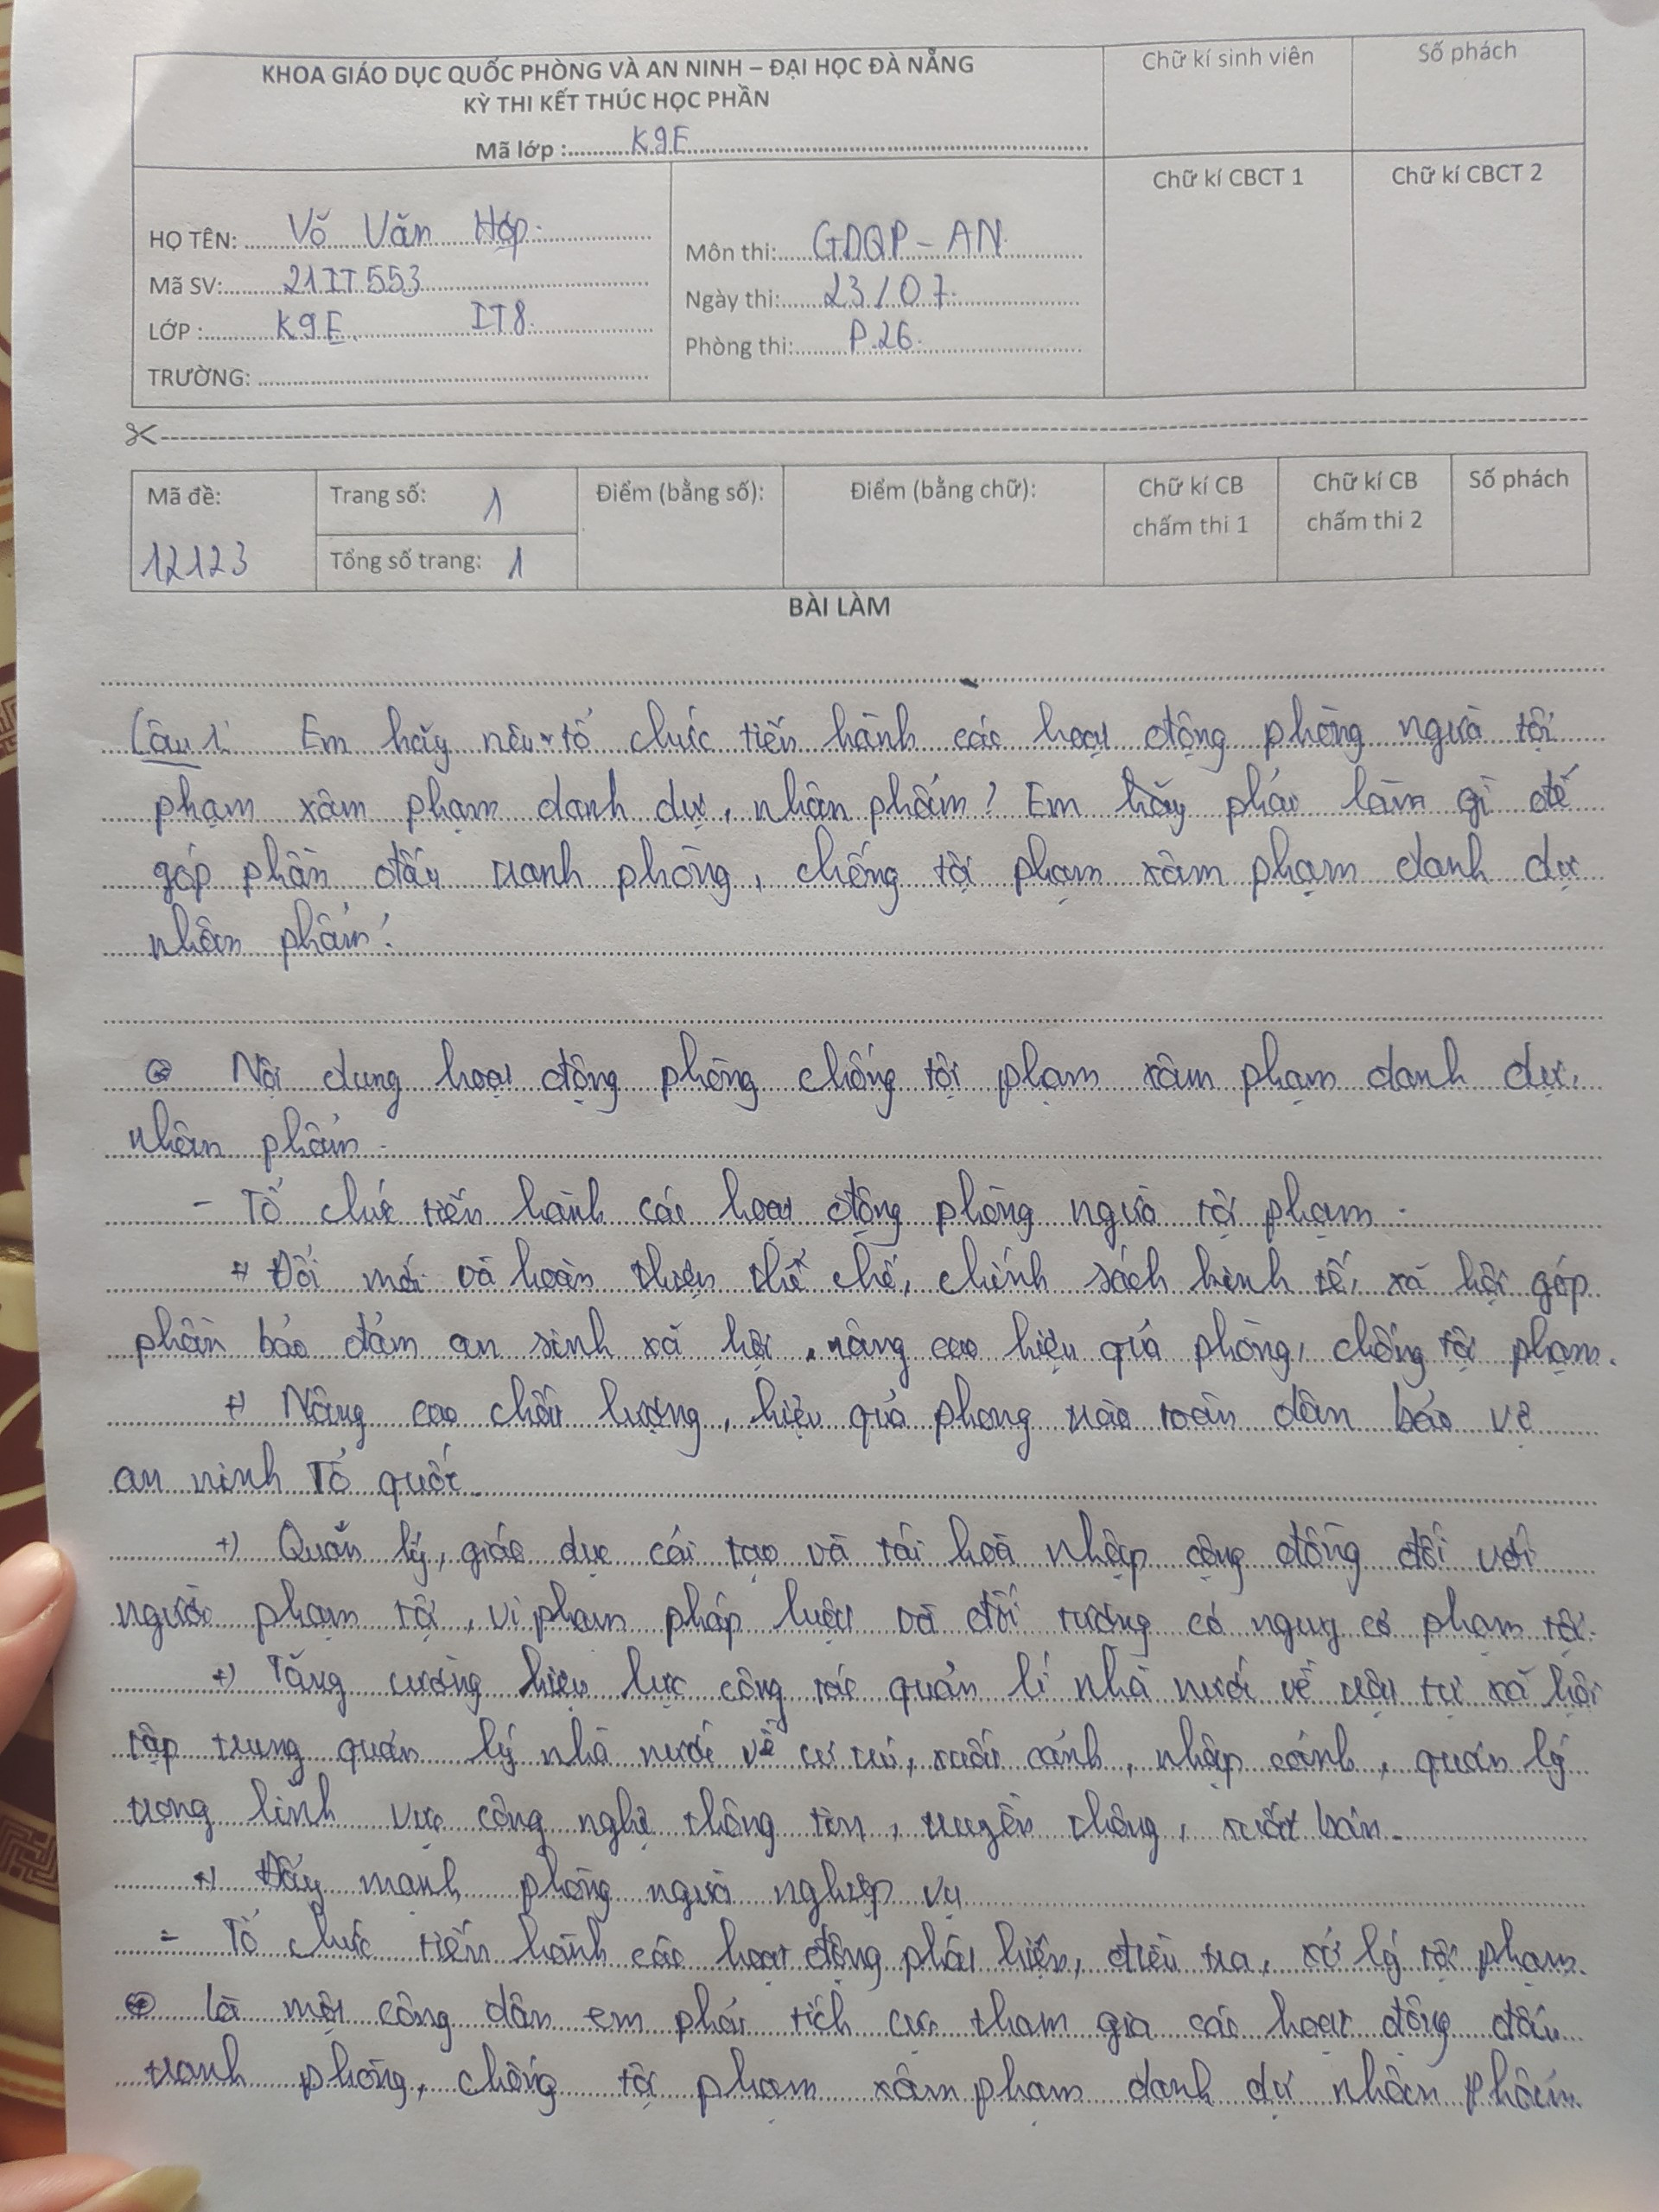 KHOA GIÁO DỤC QUỐC PHÒNG VÀ AN NINH – ĐẠI HỌC ĐÀ NẴNG
KỲ THI KẾT THÚC HỌC PHẦN
Mã lớp : K9E
Chữ kí sinh viên
Số phách
HỌ TÊN: Võ Văn Hợp.
Mã SV: 21IT553
LỚP : K9E. IT8.
TRƯỜNG:
Môn thi: GDQP – AN.
Ngày thi: 23/07.
Phòng thi: P.26.
Chữ kí CBCT 1
Chữ kí CBCT 2
Mã đề: 12123
Trang số: 1
Tổng số trang: 1
Điểm (bằng số):
Điểm (bằng chữ):
Chữ kí CB chấm thi 1
Chữ kí CB chấm thi 2
Số phách
BÀI LÀM
Câu 1: Em hãy nêu tổ chức tiến hành các hoạt động phòng ngừa tội
phạm xâm phạm danh dự, nhân phẩm? Em hãy phải làm gì để
góp phần đấu tranh phòng, chống tội phạm xâm phạm danh dự
nhân phẩm?
Nội dung hoạt động phòng chống tội phạm xâm phạm danh dự,
nhân phẩm.
- Tổ chức tiến hành các hoạt động phòng ngừa tội phạm.
+) Đổi mới và hoàn thiện thể chế, chính sách kinh tế, xã hội góp
phần bảo đảm an sinh xã hội, nâng cao hiệu quả phòng, chống tội phạm.
+) Nâng cao chất lượng, hiệu quả phong trào toàn dân bảo vệ
an ninh Tổ quốc.
+) Quản lý, giáo dục cải tạo và tái hoà nhập cộng đồng đối với
người phạm tội, vi phạm pháp luật và đối tượng có nguy cơ phạm tội.
+) Tăng cường hiệu lực công tác quản lí nhà nước về trật tự xã hội
tập trung quản lý nhà nước về cư trú, xuất cảnh, nhập cảnh, quản lý
trong lĩnh vực công nghệ thông tin, truyền thông, xuất bản.
+) Đẩy mạnh phòng ngừa nghiệp vụ
- Tổ chức tiến hành các hoạt động phát hiện, điều tra, xử lý tội phạm.
Là một công dân em phải tích cực tham gia các hoạt động đấu
tranh phòng, chống tội phạm xâm phạm danh dự nhân phẩm.